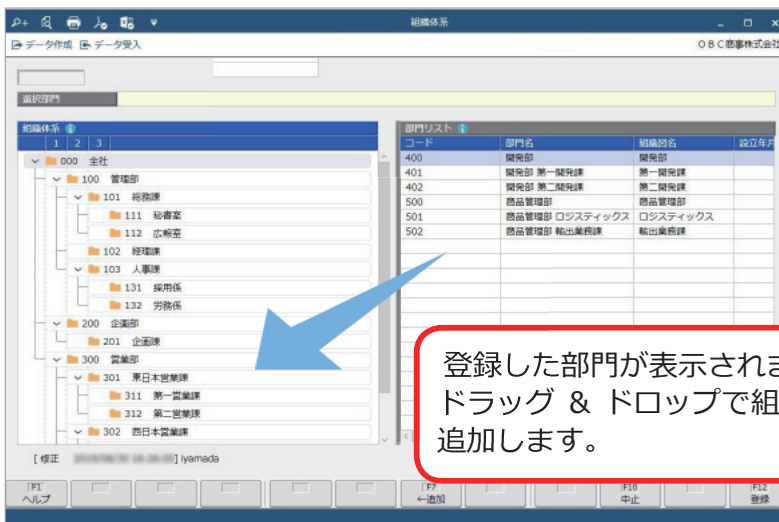 組織体系
データ作成 データ受入
OBC商事株式会社
選択部門
組織体系
1 2 3
000 全社
100 管理部
101 総務課
111 秘書室
112 広報室
102 経理課
103 人事課
131 採用係
132 労務係
200 企画部
201 企画課
300 営業部
301 東日本営業課
311 第一営業課
312 第二営業課
302 西日本営業課
部門リスト
コード 部門名 組織図名 設立年月
400 開発部 開発部
401 開発部 第一開発課 第一開発課
402 開発部 第二開発課 第二開発課
500 商品管理部 商品管理部
501 商品管理部 ロジスティックス ロジスティックス
502 商品管理部 輸出業務課 輸出業務課
登録した部門が表示されま
ドラッグ & ドロップで組
追加します。
[ 修正 ] iyamada
F1 F7 F10 F12
ヘルプ ←追加 中止 登録